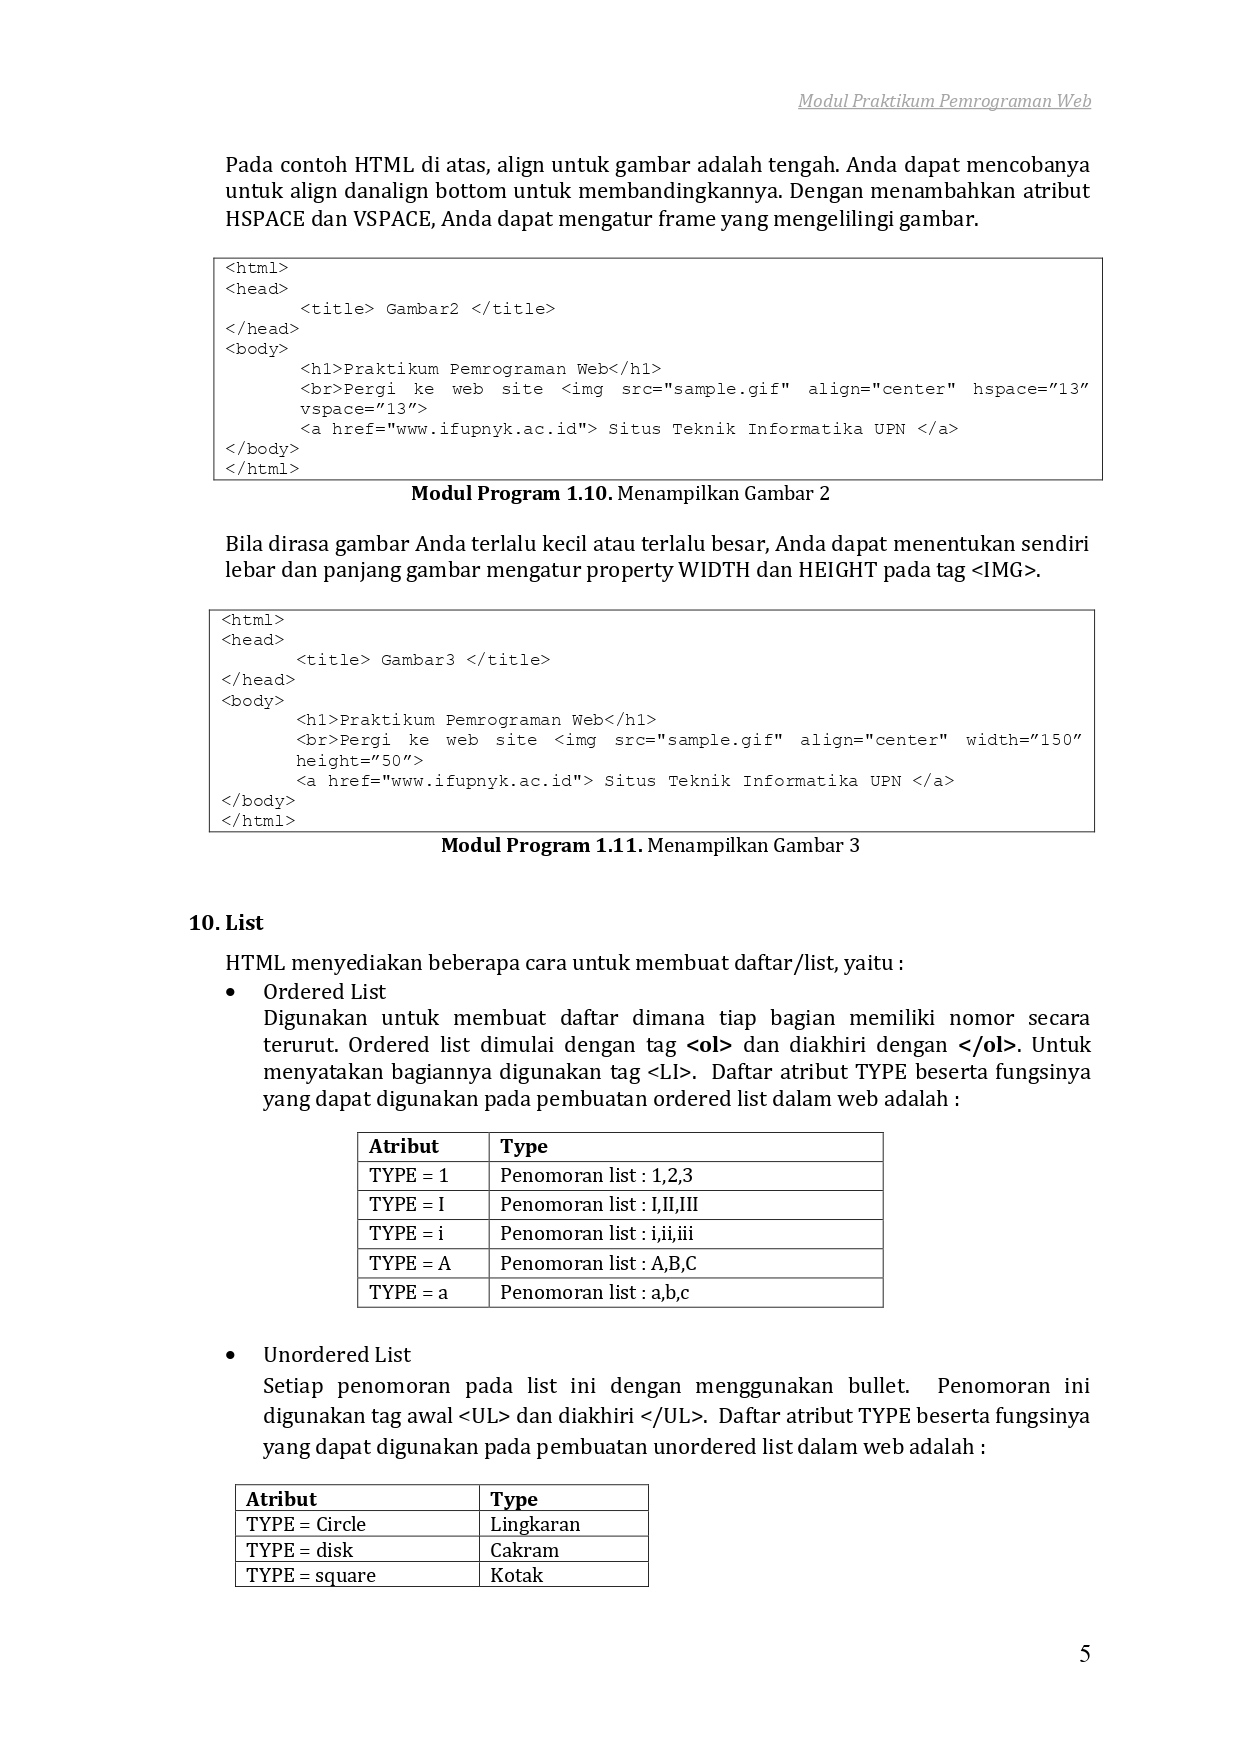 Modul Praktikum Pemrograman Web
Pada contoh HTML di atas, align untuk gambar adalah tengah. Anda dapat mencobanya
untuk align danalign bottom untuk membandingkannya. Dengan menambahkan atribut
HSPACE dan VSPACE, Anda dapat mengatur frame yang mengelilingi gambar.
<html>
<head>
<title> Gambar2 </title>
</head>
<body>
<h1>Praktikum Pemrograman Web</h1>
<br>Pergi ke web site <img src="sample.gif" align="center" hspace=”13”
vspace=”13”>
<a href="www.ifupnyk.ac.id"> Situs Teknik Informatika UPN </a>
</body>
</html>
Modul Program 1.10. Menampilkan Gambar 2
Bila dirasa gambar Anda terlalu kecil atau terlalu besar, Anda dapat menentukan sendiri
lebar dan panjang gambar mengatur property WIDTH dan HEIGHT pada tag <IMG>.
<html>
<head>
<title> Gambar3 </title>
</head>
<body>
<h1>Praktikum Pemrograman Web</h1>
<br>Pergi ke web site <img src="sample.gif" align="center" width=”150”
height=”50”>
<a href="www.ifupnyk.ac.id"> Situs Teknik Informatika UPN </a>
</body>
</html>
Modul Program 1.11. Menampilkan Gambar 3
10. List
HTML menyediakan beberapa cara untuk membuat daftar/list, yaitu :
• Ordered List
Digunakan untuk membuat daftar dimana tiap bagian memiliki nomor secara
terurut. Ordered list dimulai dengan tag <ol> dan diakhiri dengan </ol>. Untuk
menyatakan bagiannya digunakan tag <LI>. Daftar atribut TYPE beserta fungsinya
yang dapat digunakan pada pembuatan ordered list dalam web adalah :
Atribut Type
TYPE = 1 Penomoran list : 1,2,3
TYPE = I Penomoran list : I,II,III
TYPE = i Penomoran list : i,ii,iii
TYPE = A Penomoran list : A,B,C
TYPE = a Penomoran list : a,b,c
• Unordered List
Setiap penomoran pada list ini dengan menggunakan bullet. Penomoran ini
digunakan tag awal <UL> dan diakhiri </UL>. Daftar atribut TYPE beserta fungsinya
yang dapat digunakan pada pembuatan unordered list dalam web adalah :
Atribut Type
TYPE = Circle Lingkaran
TYPE = disk Cakram
TYPE = square Kotak
5